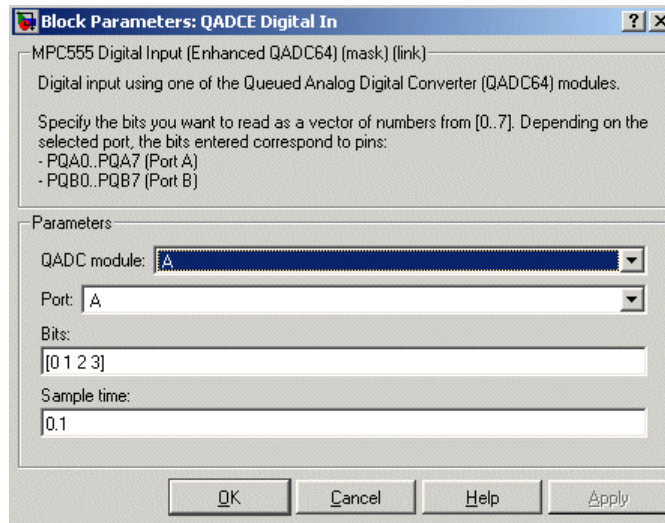 Block Parameters: QADCE Digital In
MPC555 Digital Input (Enhanced QADC64) (mask) (link)
Digital input using one of the Queued Analog Digital Converter (QADC64) modules.
Specify the bits you want to read as a vector of numbers from [0..7]. Depending on the
selected port, the bits entered correspond to pins:
- PQA0..PQA7 (Port A)
- PQB0..PQB7 (Port B)
Parameters
QADC module: A
Port: A
Bits:
[0 1 2 3]
Sample time:
0.1
OK Cancel Help Apply